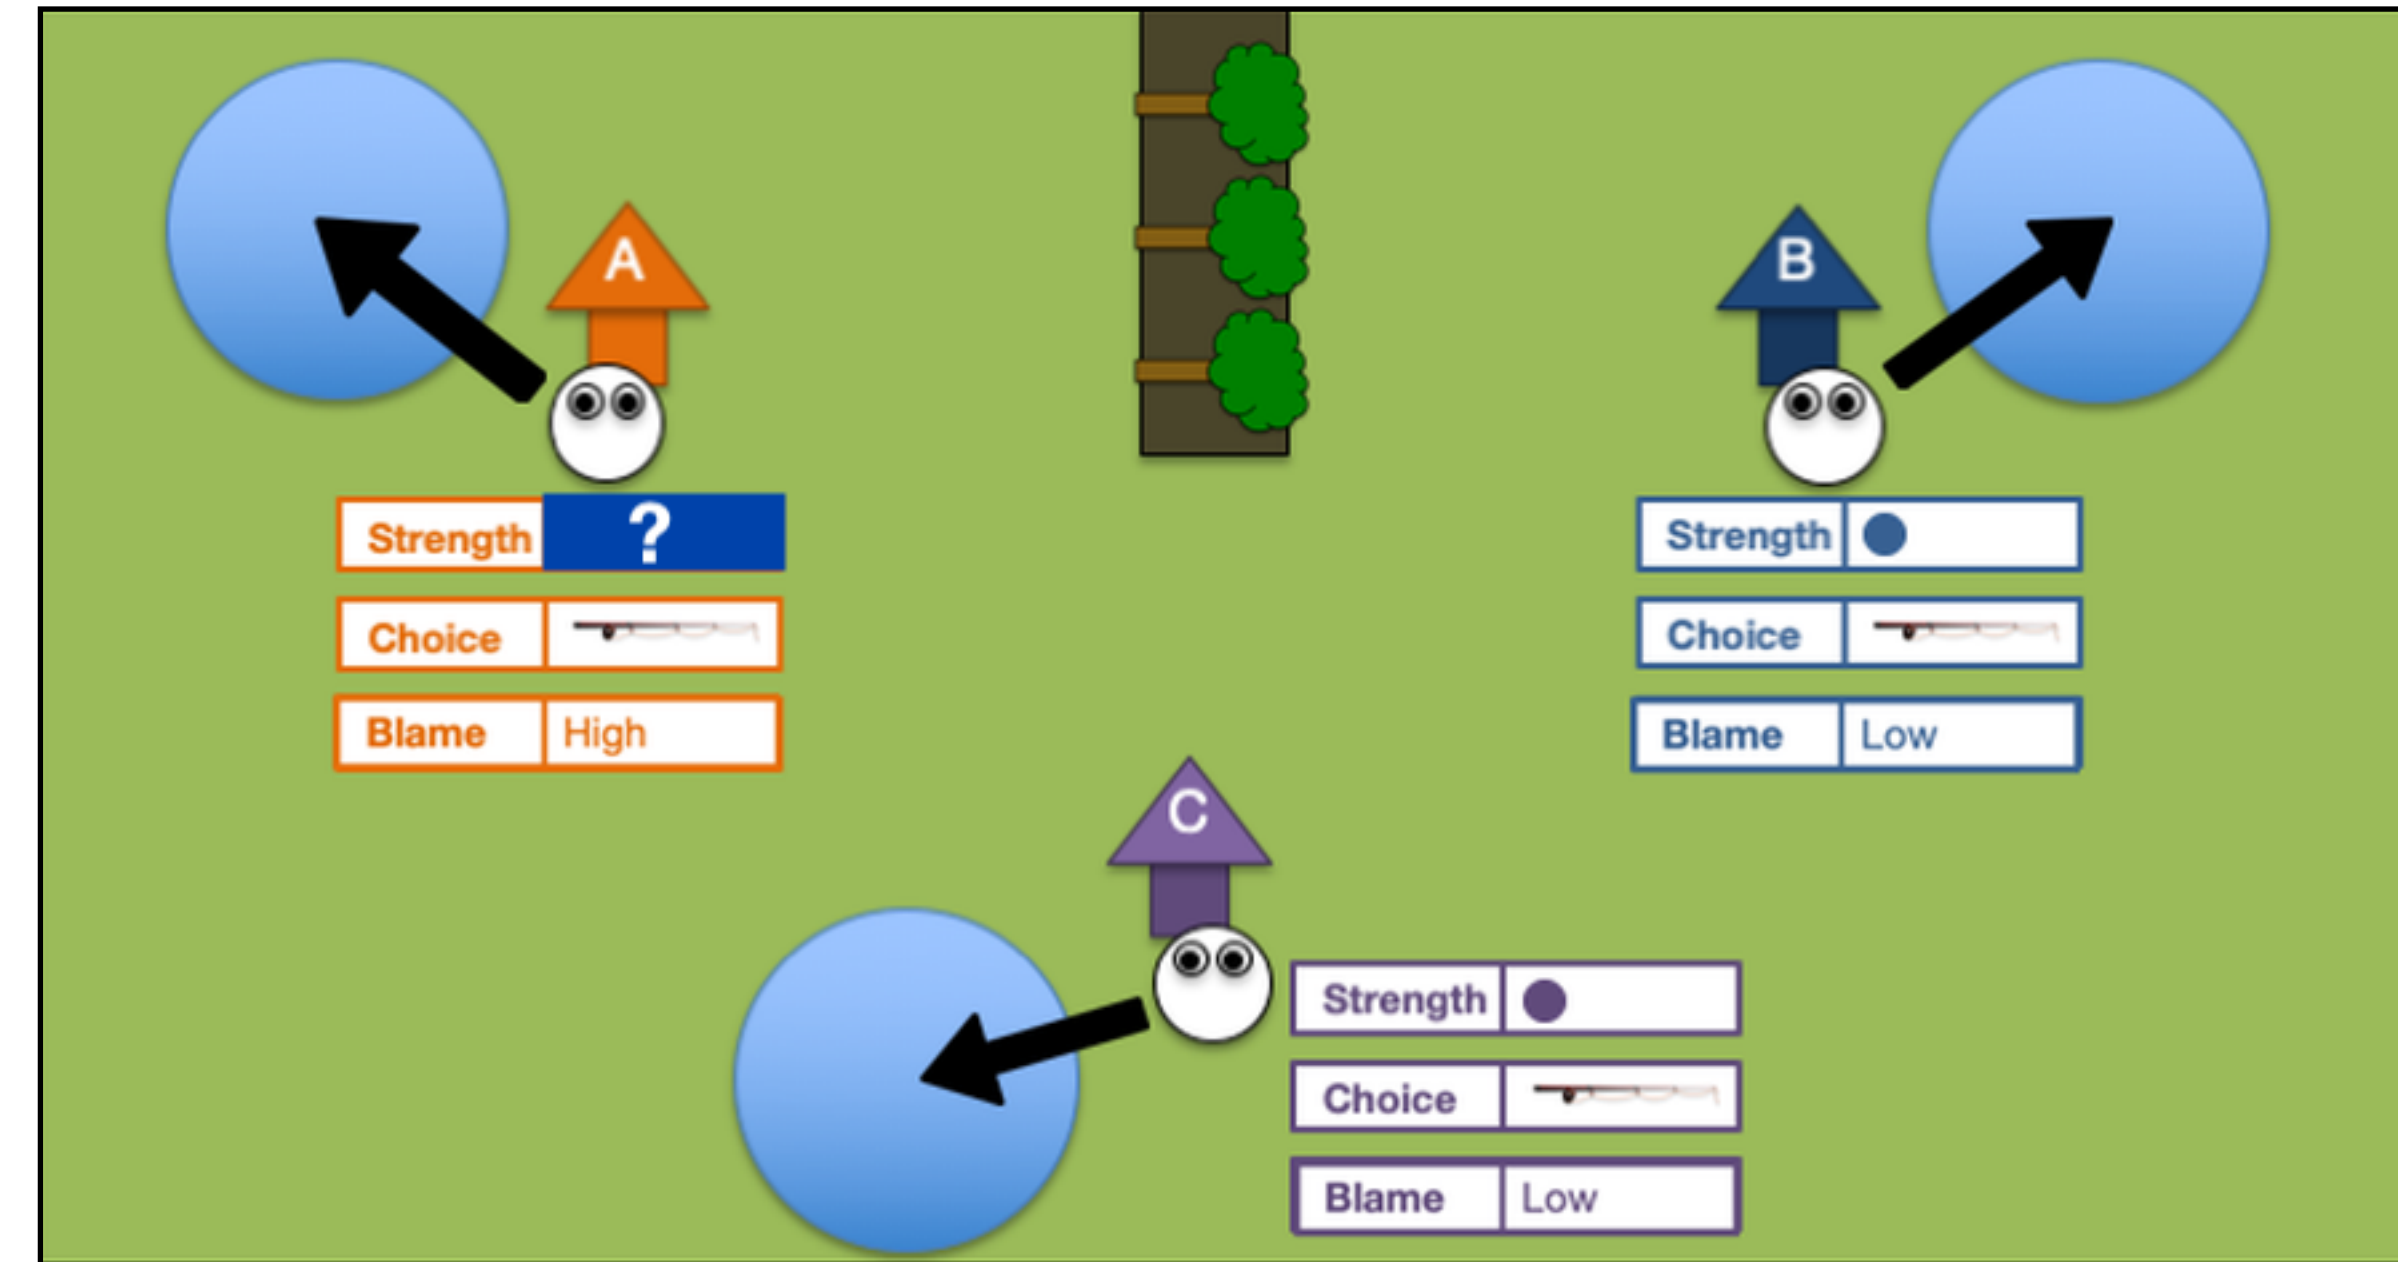 A
B
Strength ?
Choice
Blame High
Strength
Choice
Blame Low
C
Strength
Choice
Blame Low